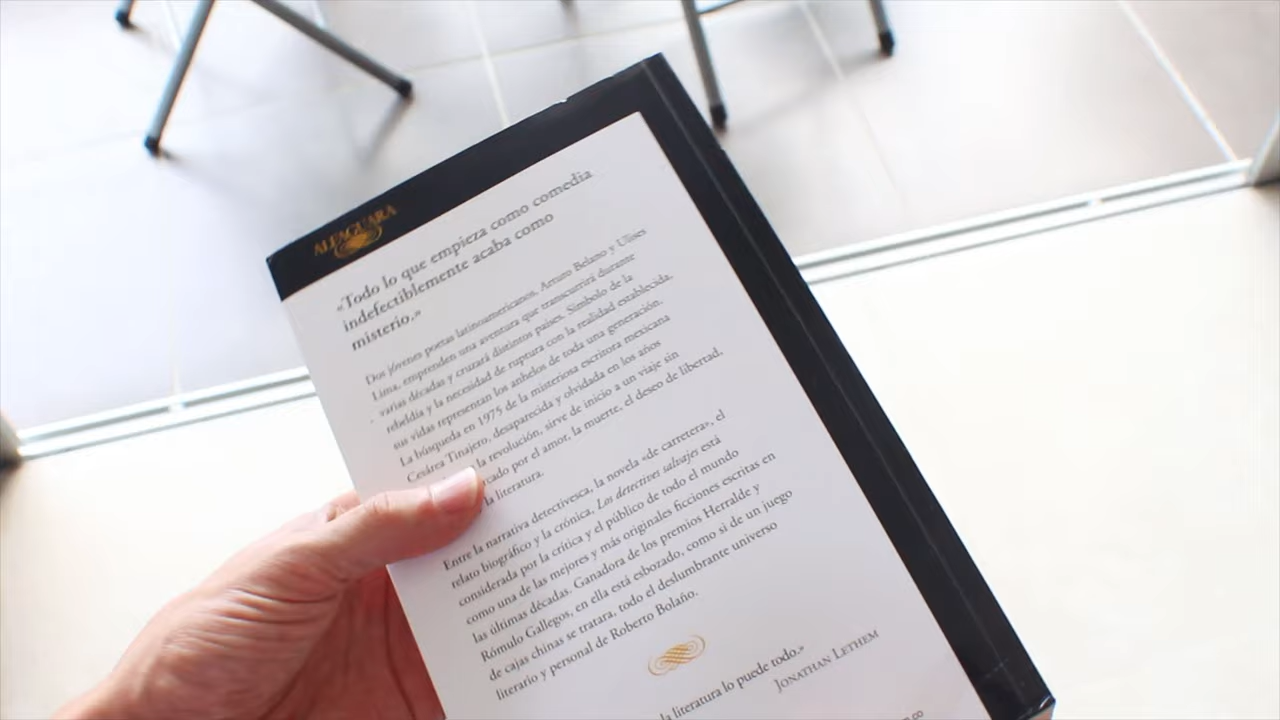 ALFAGUARA
«Todo lo que empieza como comedia
indefectiblemente acaba como
misterio.»
Dos jóvenes poetas latinoamericanos, Arturo Belano y Ulises
Lima, emprenden una aventura que transcurrirá durante
varias décadas y cruzará distintos países. Símbolo de la
rebeldía y la necesidad de ruptura con la realidad establecida,
sus vidas representan los anhelos de toda una generación.
La búsqueda en 1975 de la misteriosa escritora mexicana
Cesárea Tinajero, desaparecida y olvidada en los años
la revolución, sirve de inicio a un viaje sin
cado por el amor, la muerte, el deseo de libertad,
la literatura.
Entre la narrativa detectivesca, la novela «de carretera», el
relato biográfico y la crónica, Los detectives salvajes está
considerada por la crítica y el público de todo el mundo
como una de las mejores y más originales ficciones escritas en
las últimas décadas. Ganadora de los premios Herralde y
Rómulo Gallegos, en ella está esbozado, como si de un juego
de cajas chinas se tratara, todo el deslumbrante universo
literario y personal de Roberto Bolaño.
la literatura lo puede todo.»
JONATHAN LETHEM